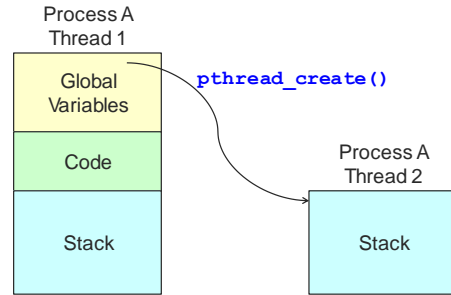 Process A
Thread 1
Global
Variables
pthread_create()
Code
Process A
Thread 2
Stack
Stack